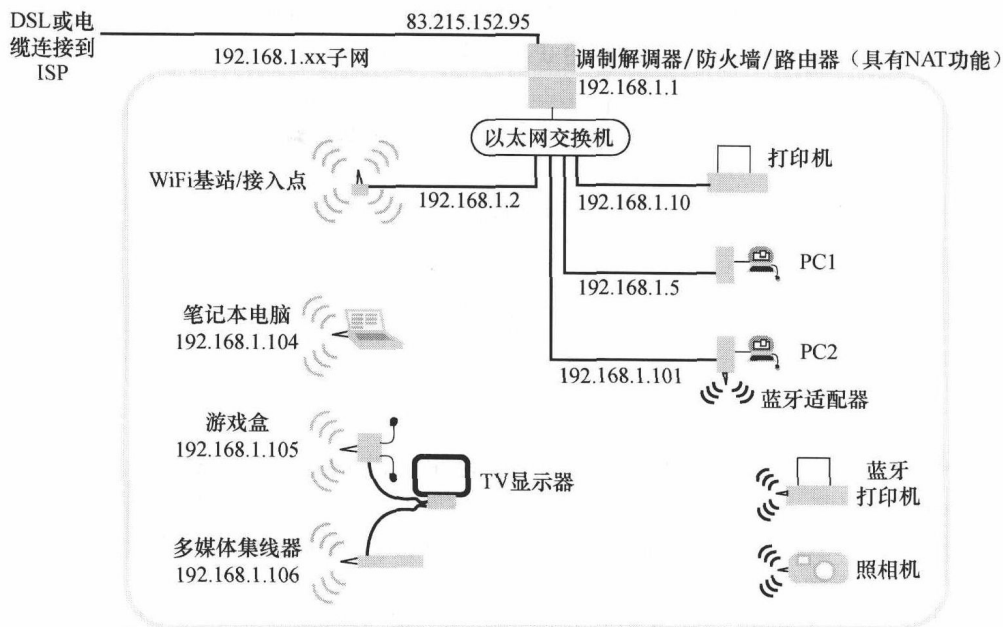 DSL或电
缆连接到
ISP
83.215.152.95
192.168.1.xx子网
调制解调器/防火墙/路由器（具有NAT功能）
192.168.1.1
以太网交换机
WiFi基站/接入点
192.168.1.2
打印机
192.168.1.10
PC1
192.168.1.5
笔记本电脑
192.168.1.104
PC2
192.168.1.101
蓝牙适配器
游戏盒
192.168.1.105
TV显示器
蓝牙
打印机
多媒体集线器
192.168.1.106
照相机